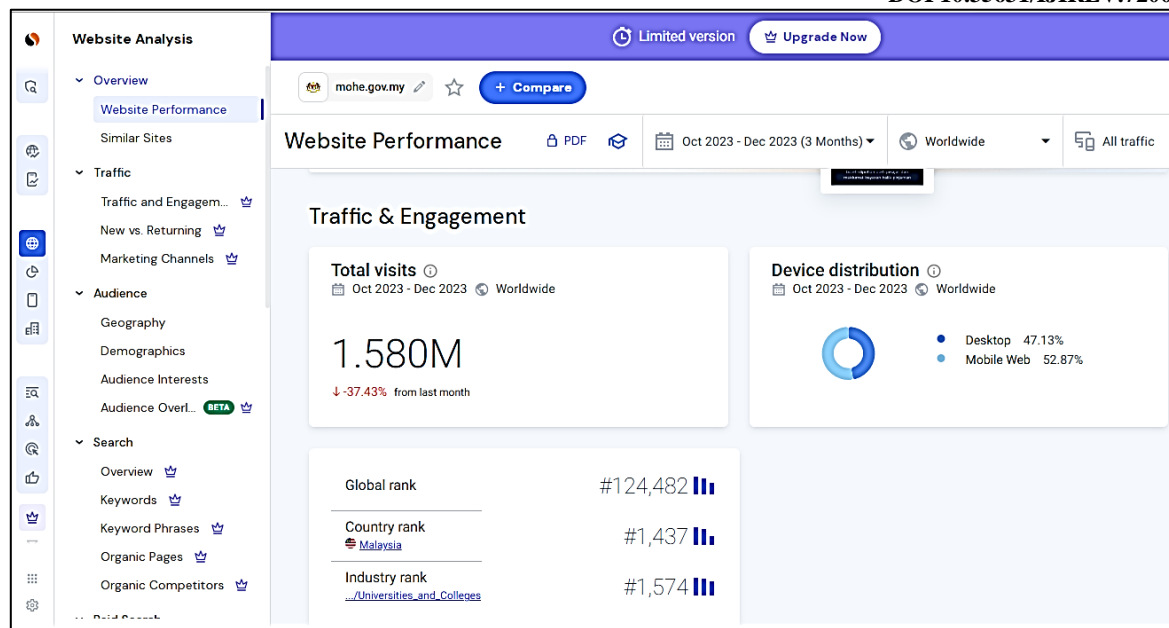 Website Analysis
Limited version
Upgrade Now
Overview
Website Performance
Similar Sites
Traffic
Traffic and Engagem...
New vs. Returning
Marketing Channels
Audience
Geography
Demographics
Audience Interests
Audience Overl... BETA
Search
Overview
Keywords
Keyword Phrases
Organic Pages
Organic Competitors
mohe.gov.my
+ Compare
Website Performance
PDF
Oct 2023 - Dec 2023 (3 Months)
Worldwide
All traffic
Traffic & Engagement
Total visits
Oct 2023 - Dec 2023 Worldwide
1.580M
↓ -37.43% from last month
Device distribution
Oct 2023 - Dec 2023 Worldwide
Desktop 47.13%
Mobile Web 52.87%
Global rank #124,482
Country rank
Malaysia
#1,437
Industry rank
.../Universities_and_Colleges
#1,574